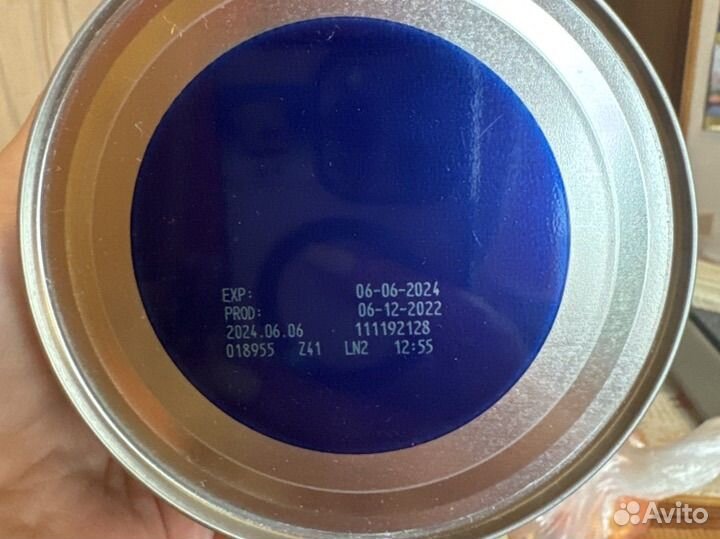 EXP: 06-06-2024
PROD: 06-12-2022
2024.06.06 111192128
018955 Z41 LN2 12:55
Avito